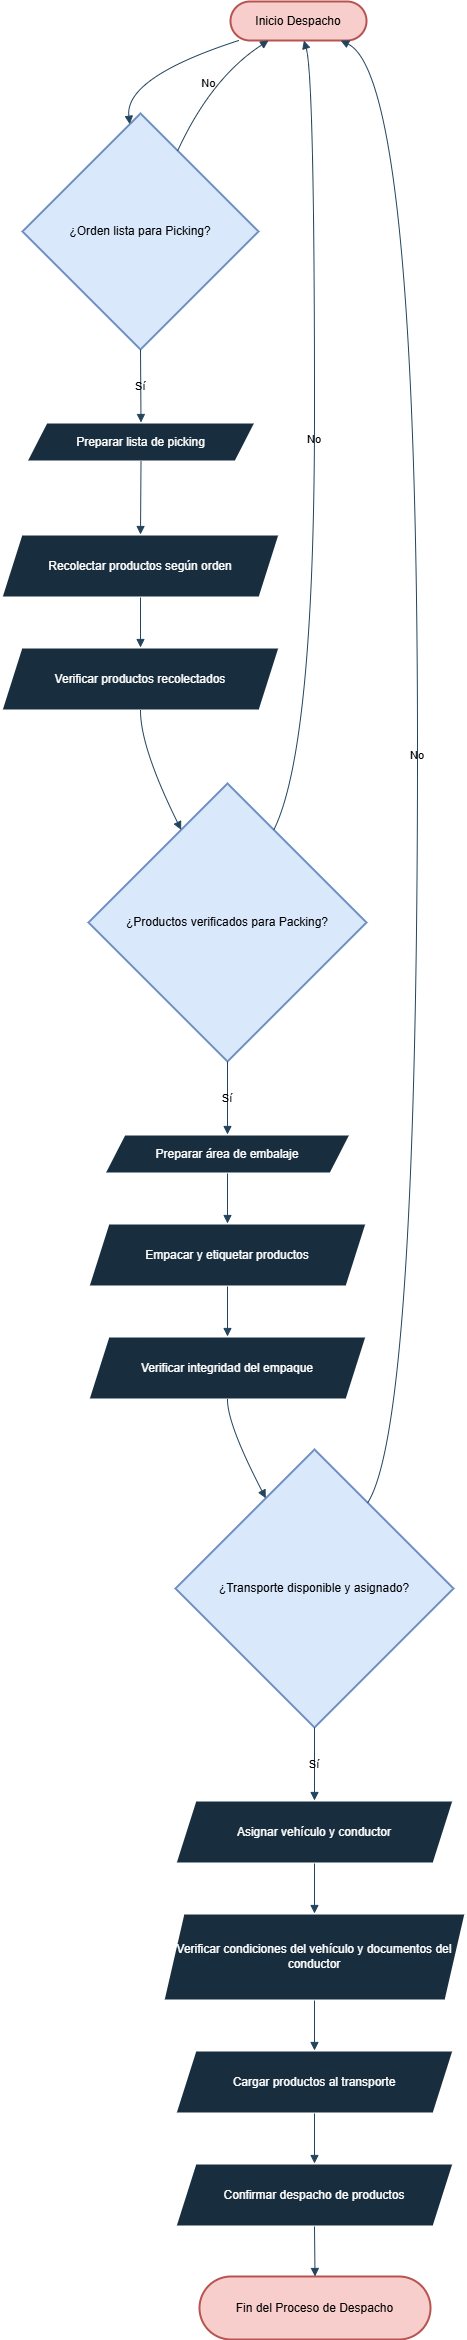 Inicio Despacho
No
¿Orden lista para Picking?
Sí
Preparar lista de picking
No
Recolectar productos según orden
Verificar productos recolectados
No
¿Productos verificados para Packing?
Sí
Preparar área de embalaje
Empacar y etiquetar productos
Verificar integridad del empaque
¿Transporte disponible y asignado?
Sí
Asignar vehículo y conductor
Verificar condiciones del vehículo y documentos del
conductor
Cargar productos al transporte
Confirmar despacho de productos
Fin del Proceso de Despacho